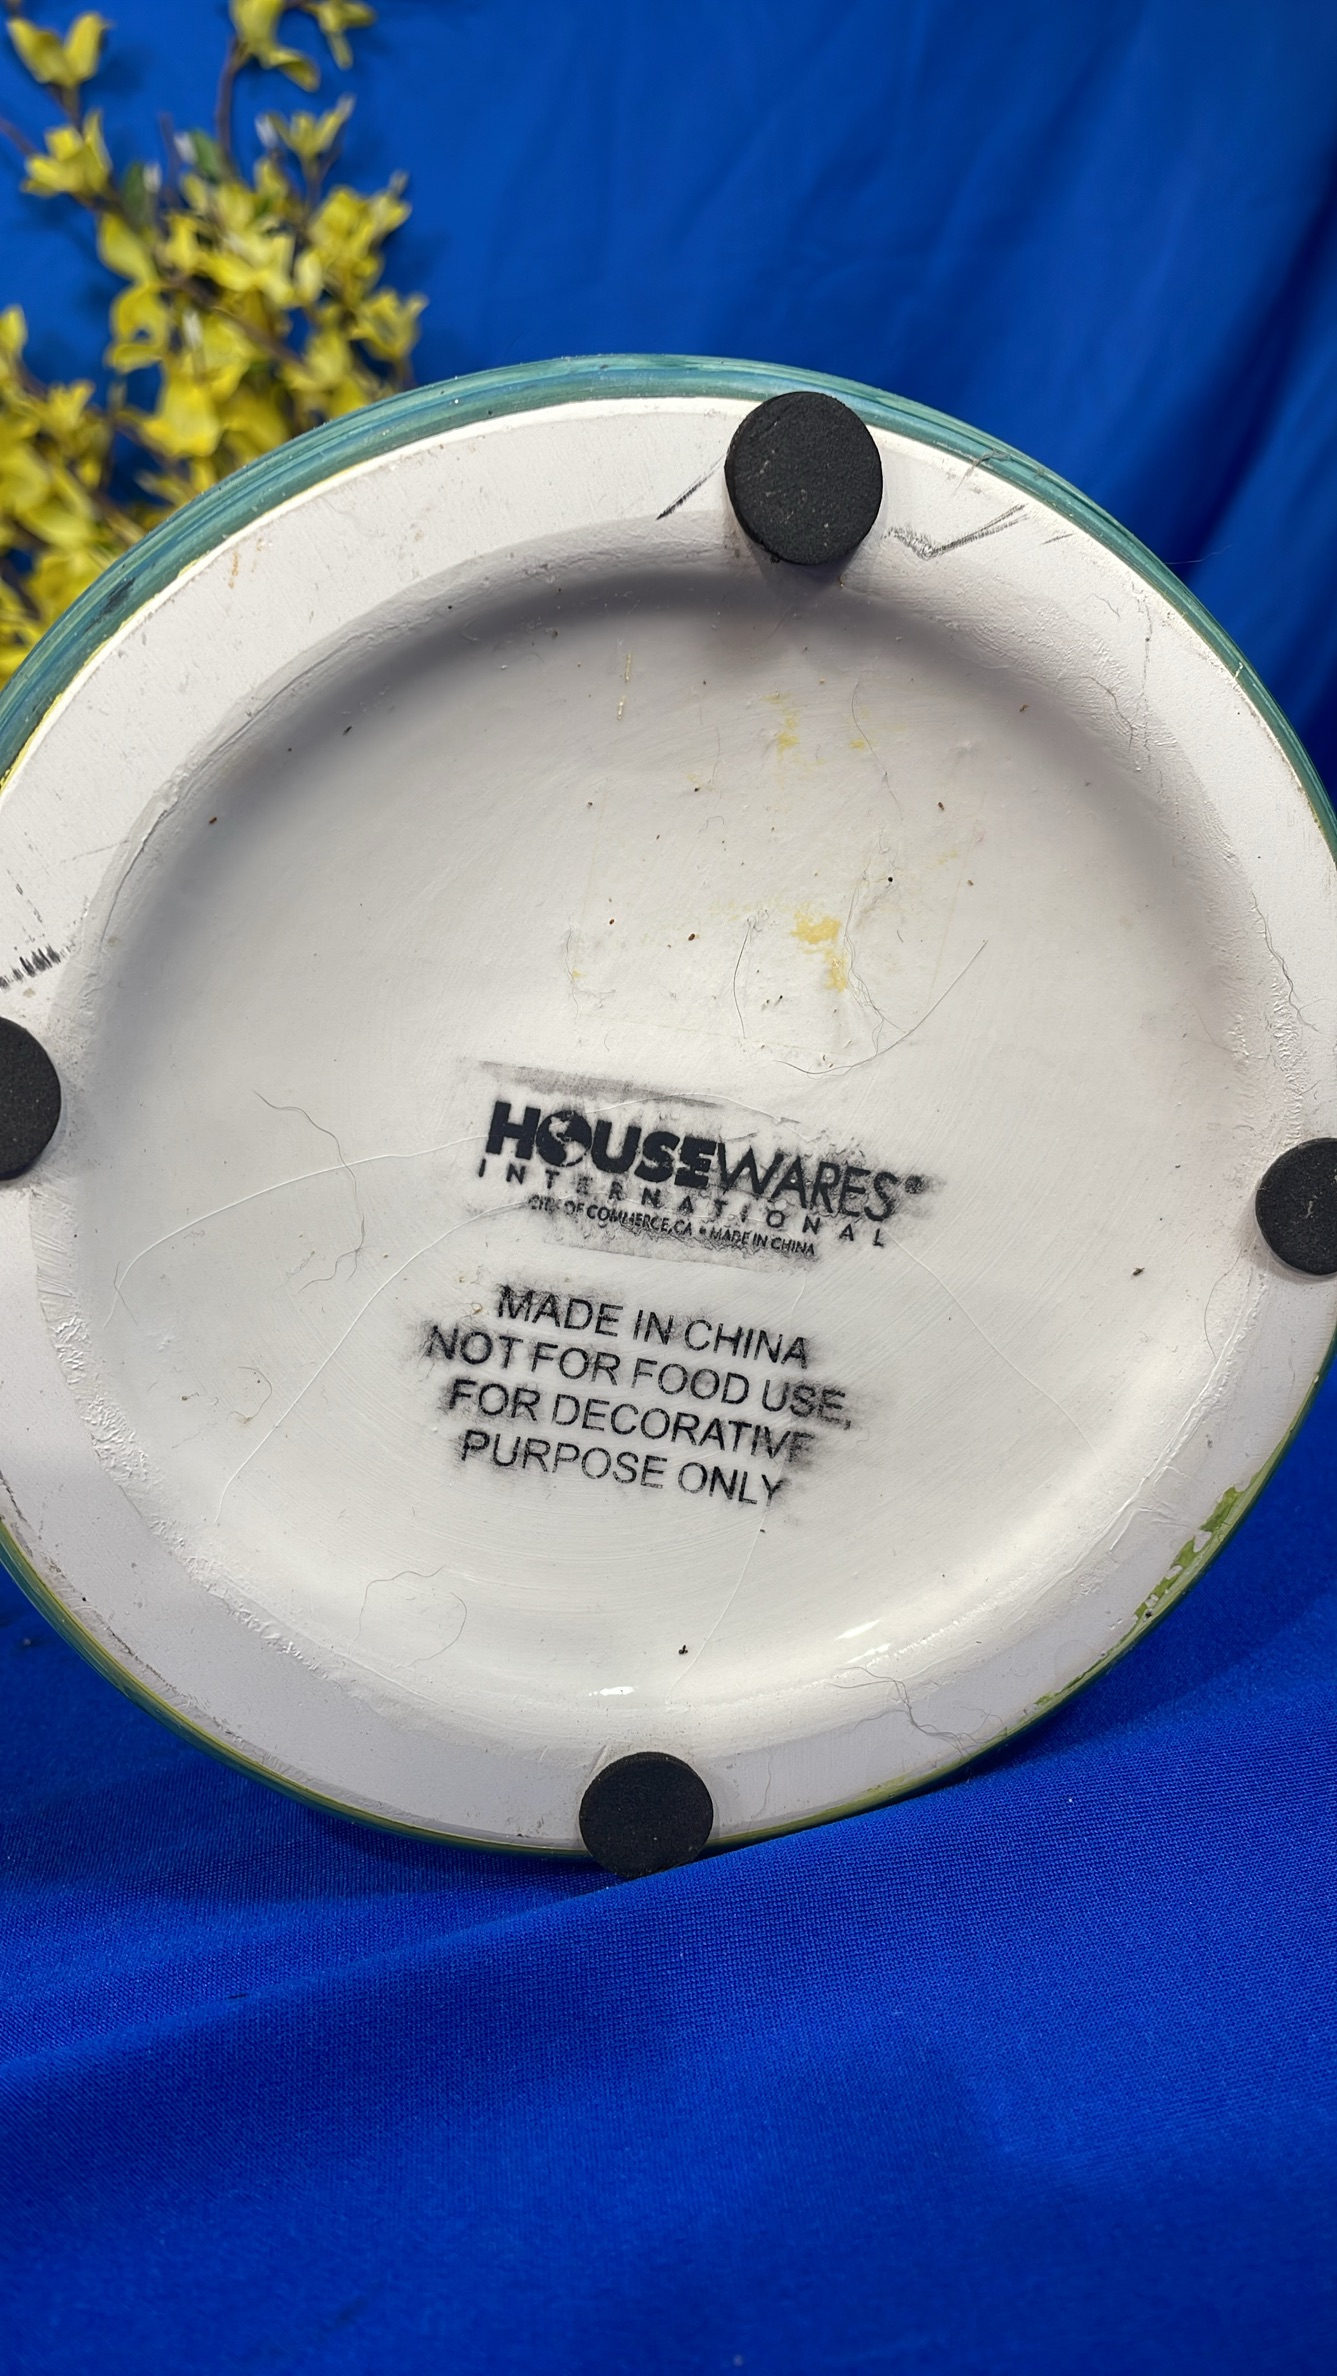 HOUSEWARES®
INTERNATIONAL
CITY OF COMMERCE, CA • MADE IN CHINA
MADE IN CHINA
NOT FOR FOOD USE,
FOR DECORATIVE
PURPOSE ONLY